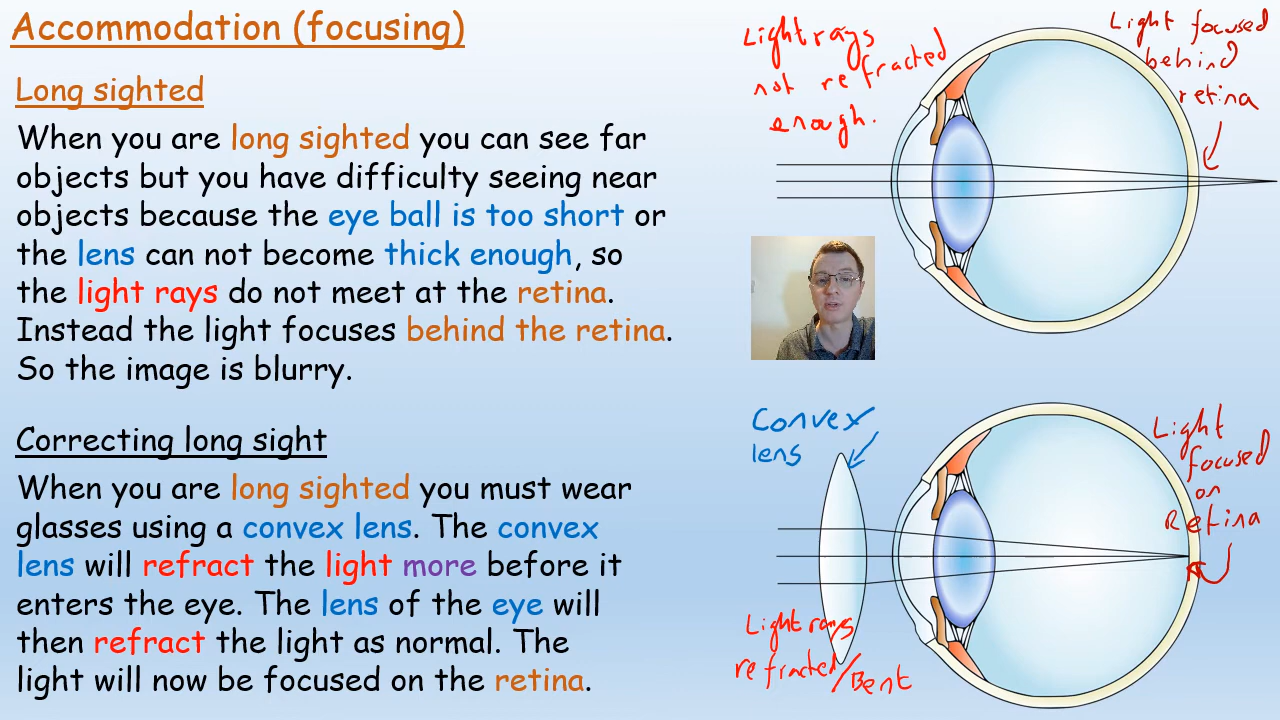 Accommodation (focusing)
Long sighted
When you are long sighted you can see far
objects but you have difficulty seeing near
objects because the eye ball is too short or
the lens can not become thick enough, so
the light rays do not meet at the retina.
Instead the light focuses behind the retina.
So the image is blurry.
Correcting long sight
When you are long sighted you must wear
glasses using a convex lens. The convex
lens will refract the light more before it
enters the eye. The lens of the eye will
then refract the light as normal. The
light will now be focused on the retina.
Light rays
not refracted
enough.
Light focused
behind
retina
Convex
lens
Light
focused
on
Retina
Light rays
refracted/Bent